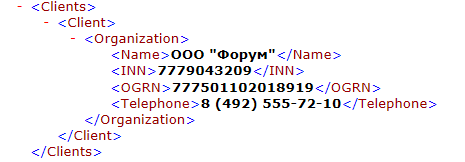 - <Clients>
- <Client>
- <Organization>
<Name>ООО "Форум"</Name>
<INN>7779043209</INN>
<OGRN>777501102018919</OGRN>
<Telephone>8 (492) 555-72-10</Telephone>
</Organization>
</Client>
</Clients>